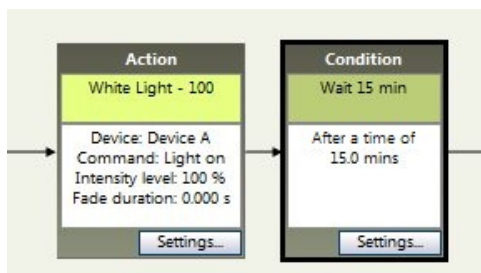 Action
White Light - 100
Device: Device A
Command: Light on
Intensity level: 100 %
Fade duration: 0.000 s
Settings...
Condition
Wait 15 min
After a time of
15.0 mins
Settings...